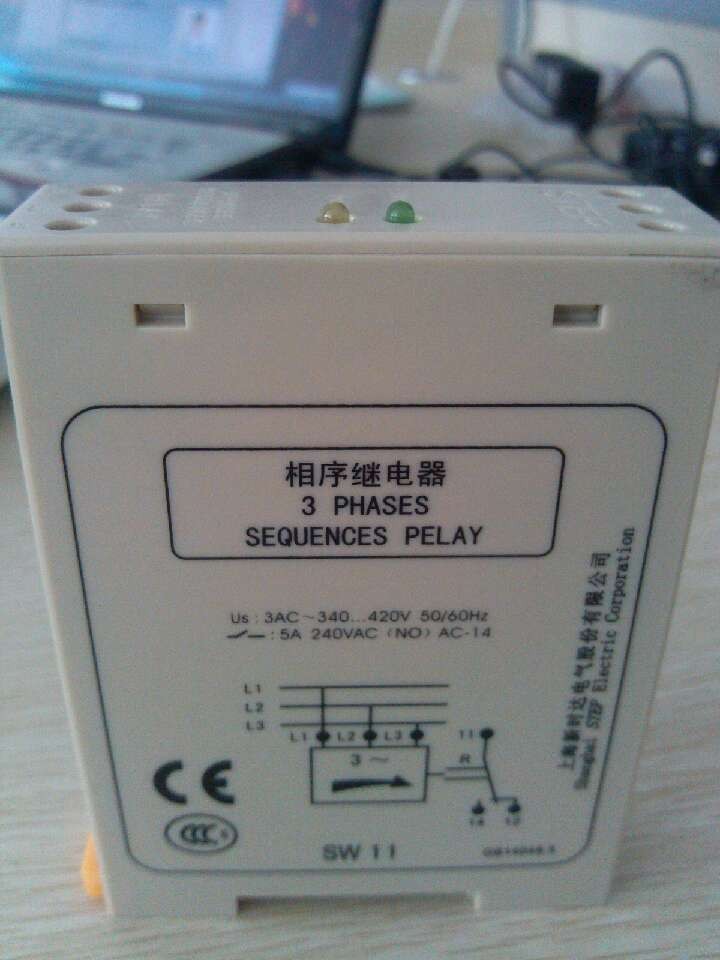 相序继电器
3 PHASES
SEQUENCES PELAY
Us : 3AC~340...420V 50/60Hz
: 5A 240VAC (NO) AC-14
L1
L2
L3
L1 L2 L3
11
3~
R
14 12
CE
CCC S
SW 11
上海新时达电气股份有限公司
Shanghai STEP Electric Corporation